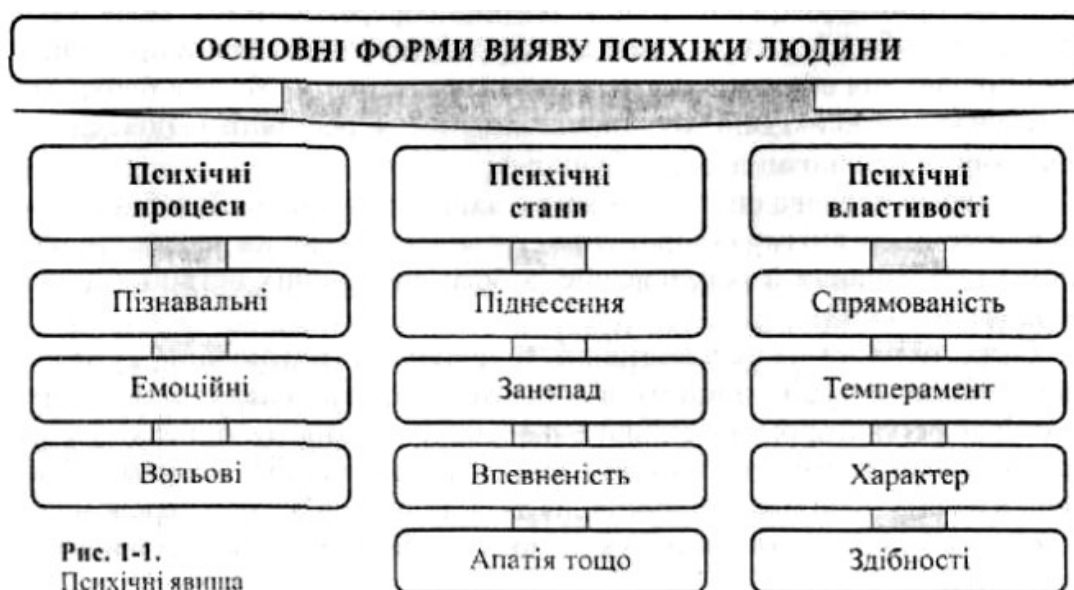 ОСНОВНІ ФОРМИ ВИЯВУ ПСИХІКИ ЛЮДИНИ
Психічні
процеси
Пізнавальні
Емоційні
Вольові
Психічні
стани
Піднесення
Занепад
Впевненість
Апатія тощо
Психічні
властивості
Спрямованість
Темперамент
Характер
Здібності
Рис. 1-1.
Психічні явища